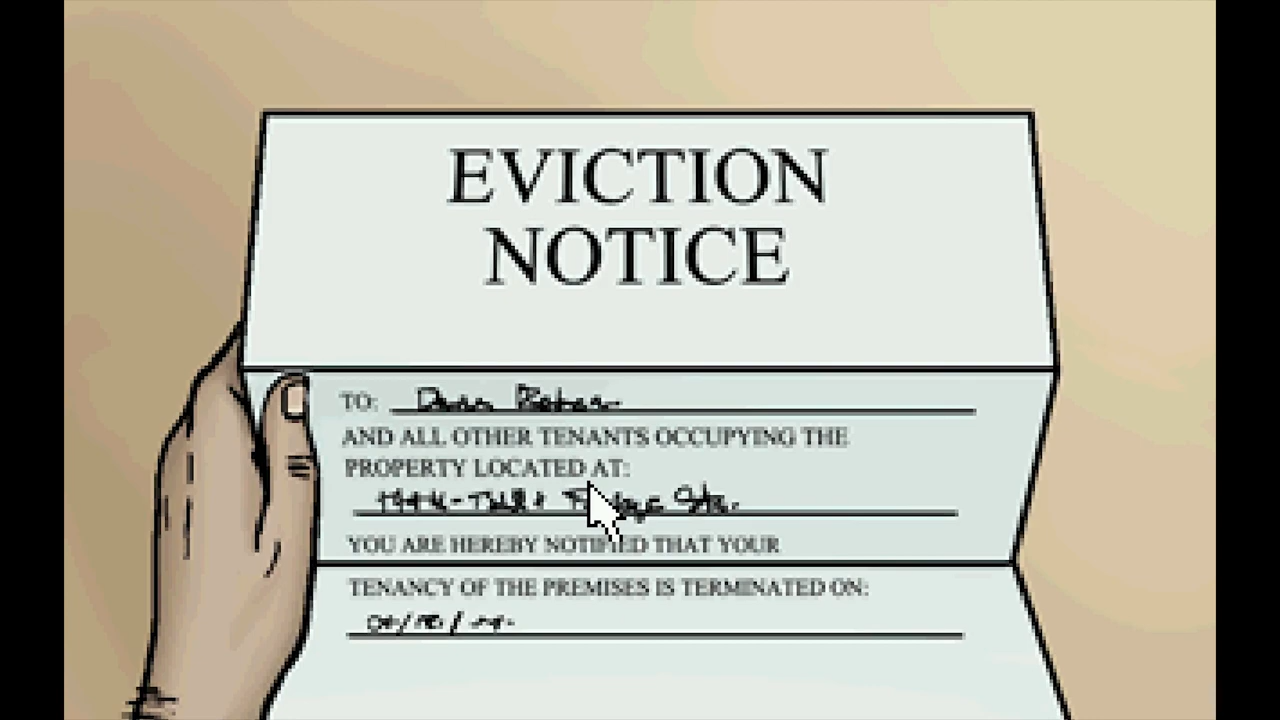 EVICTION
NOTICE
TO:
AND ALL OTHER TENANTS OCCUPYING THE
PROPERTY LOCATED AT:
YOU ARE HEREBY NOTIFIED THAT YOUR
TENANCY OF THE PREMISES IS TERMINATED ON: